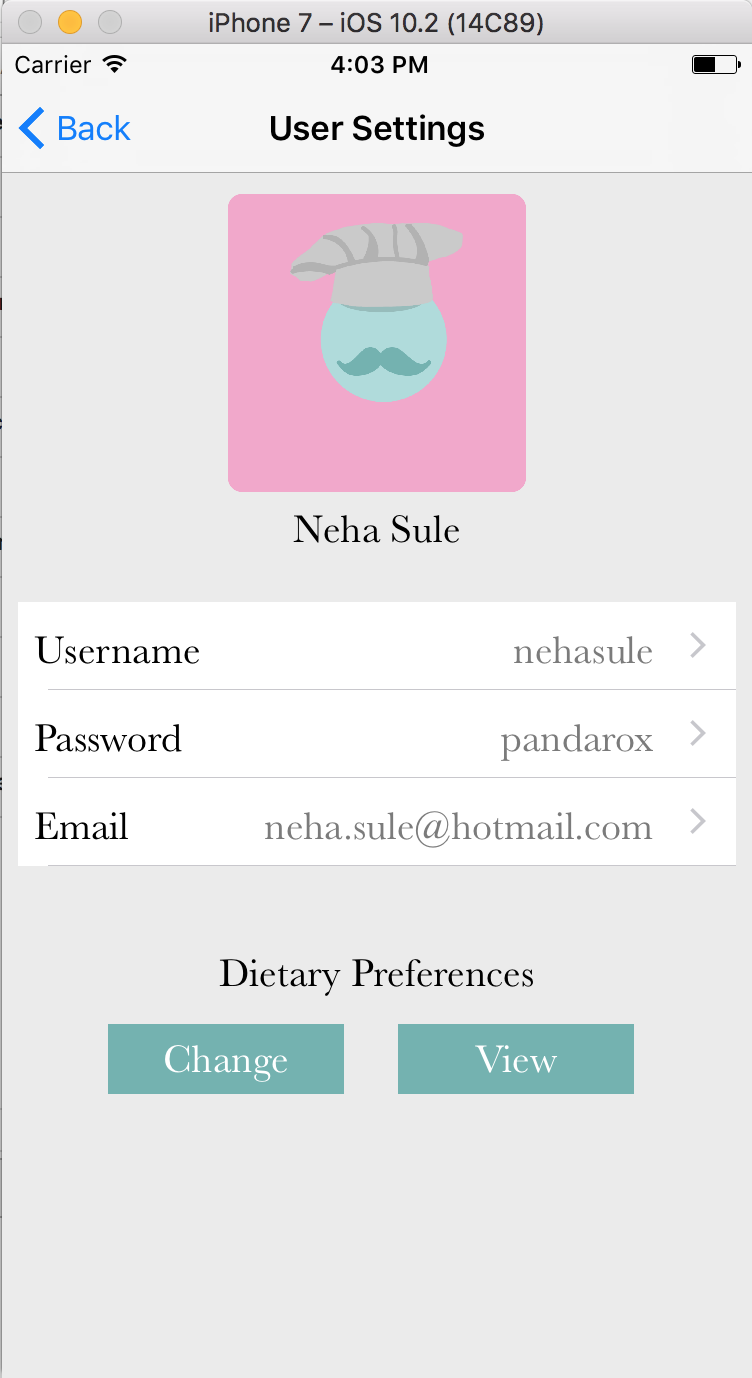 iPhone 7 – iOS 10.2 (14C89)
Carrier 4:03 PM
Back User Settings
Neha Sule
Username nehasule
Password pandarox
Email neha.sule@hotmail.com
Dietary Preferences
Change View